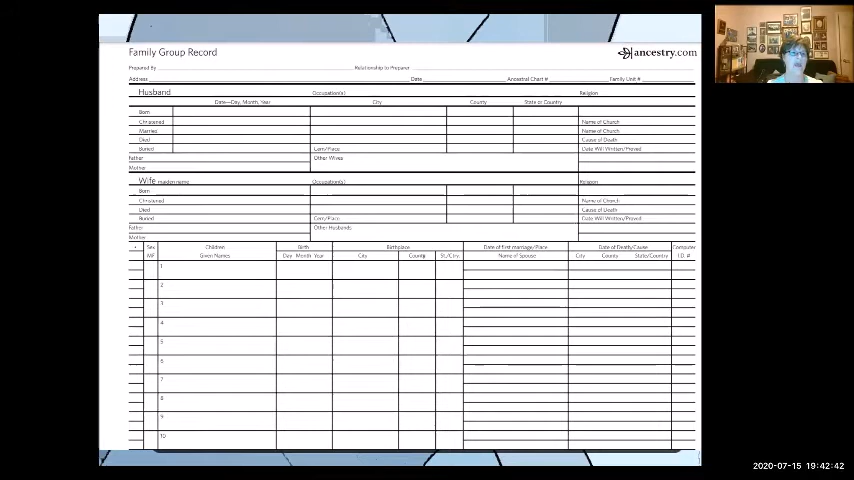 Family Group Record
ancestry.com
Prepared By Relationship to Preparer
Address Date Ancestral Chart # Family Unit #
Husband Occupation(s) Religion
Date—Day, Month, Year City County State or Country
Born
Christened Name of Church
Married Name of Church
Died Cause of Death
Buried Cem/Place Date Will Written/Proved
Father Other Wives
Mother
Wife maiden name Occupation(s) Religion
Born
Christened Name of Church
Died Cause of Death
Buried Cem/Place Date Will Written/Proved
Father Other Husbands
Mother
Sex Children Birth Birthplace Date of first marriage/Place Date of Death/Cause Computer
M/F Given Names Day Month Year City County St./Ctry. Name of Spouse City County State/Country I.D. #
1
2
3
4
5
6
7
8
9
10
2020-07-15 19:42:42